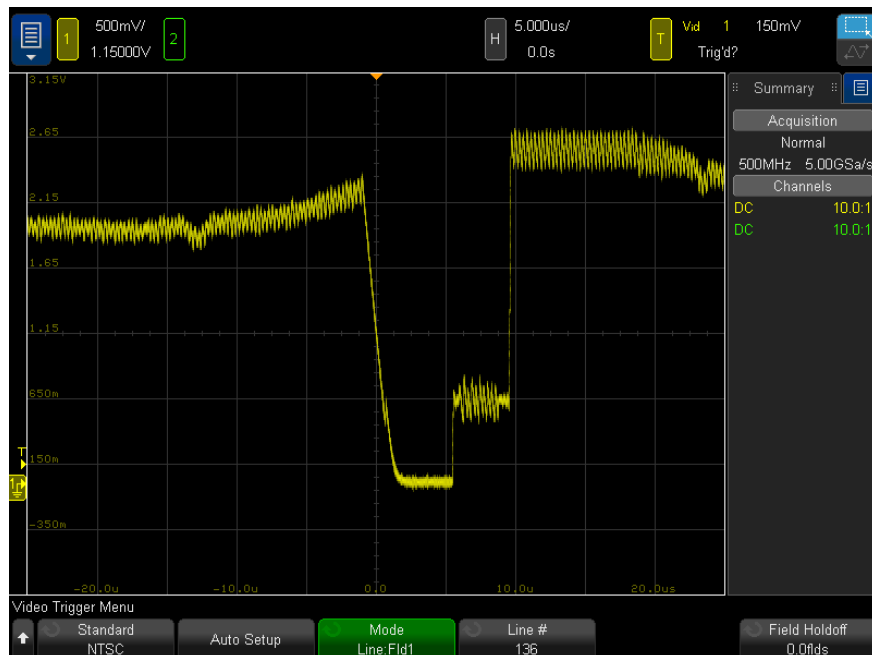 1
500mV/
1.15000V
2
H
5.000us/
0.0s
T
Vid 1 150mV
Trig'd?
3.15V
2.65
2.15
1.65
1.15
650m
T
150m
1
-350m
-20.0u -10.0u 0.0 10.0u 20.0us
Summary
Acquisition
Normal
500MHz 5.00GSa/s
Channels
DC 10.0:1
DC 10.0:1
Video Trigger Menu
Standard
NTSC
Auto Setup
Mode
Line:Fld1
Line #
136
Field Holdoff
0.0flds